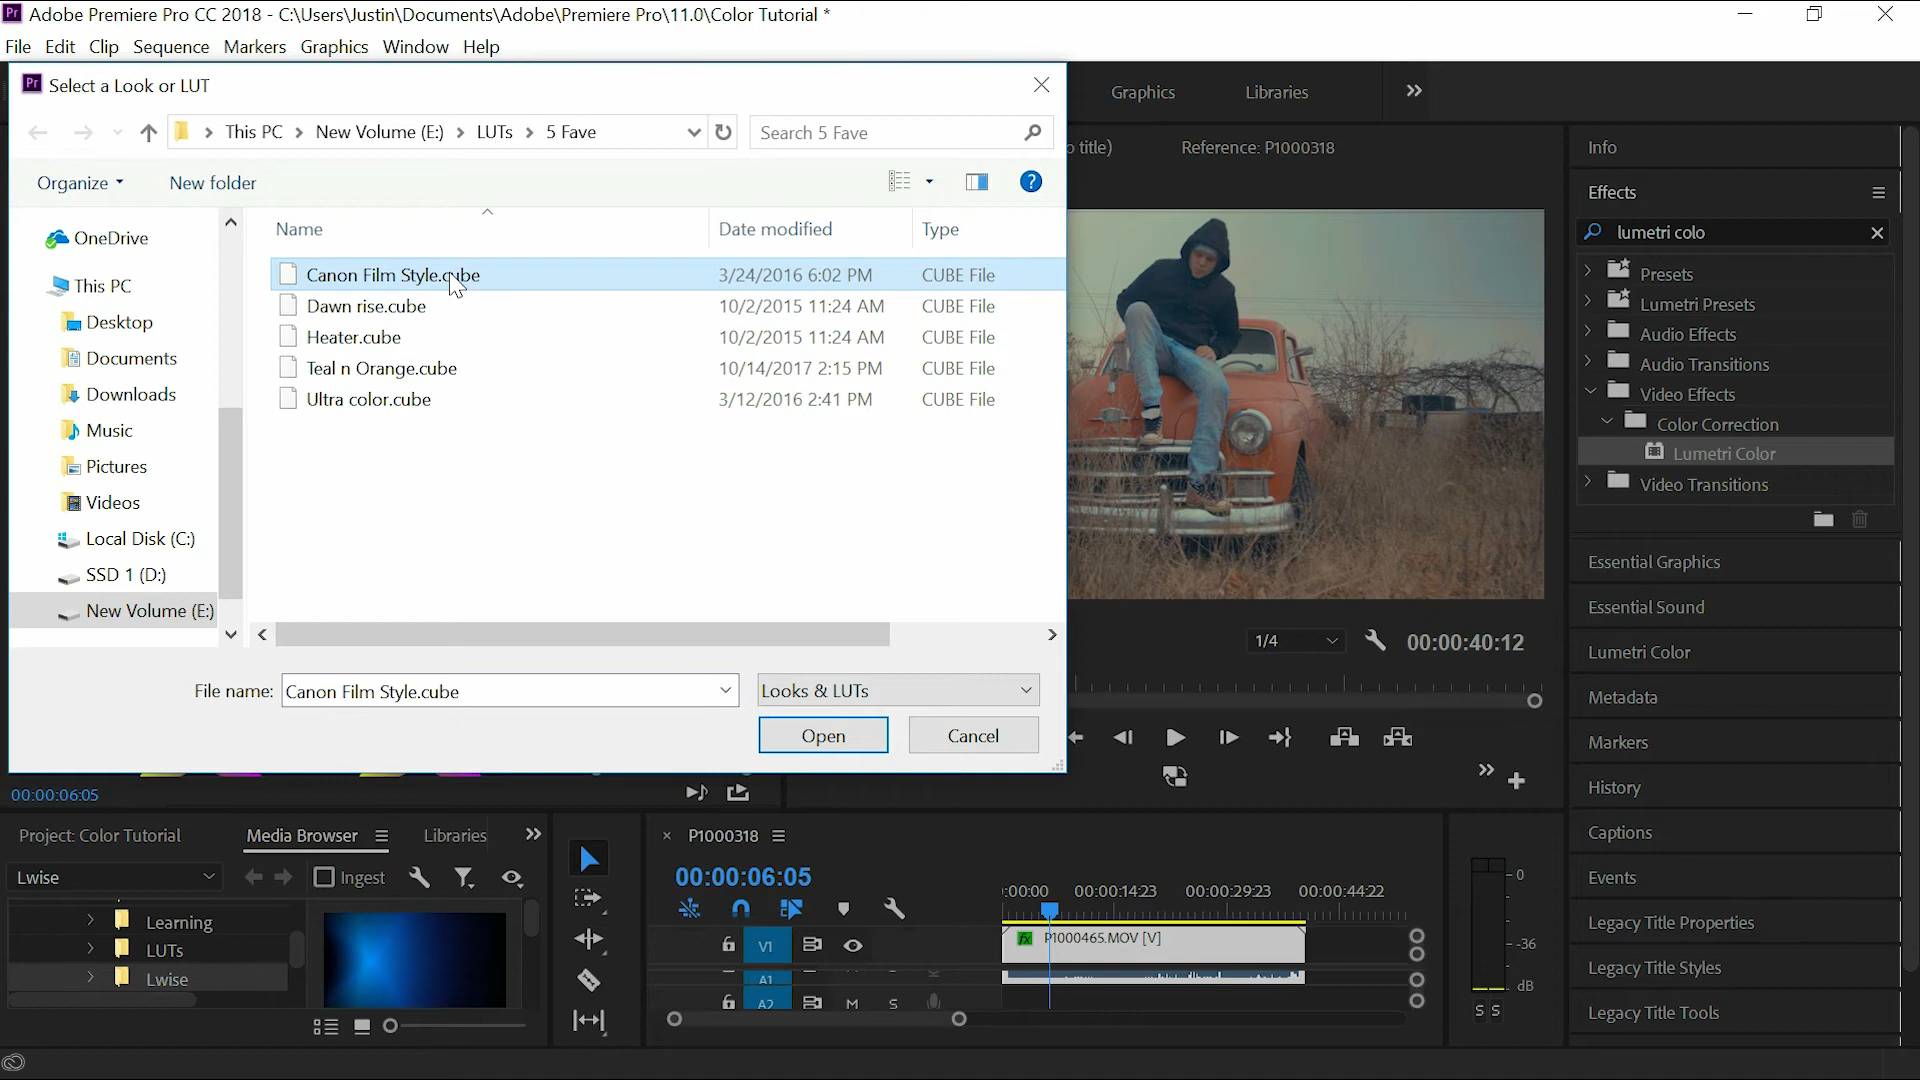 Adobe Premiere Pro CC 2018 - C:\Users\Justin\Documents\Adobe\Premiere Pro\11.0\Color Tutorial *
File Edit Clip Sequence Markers Graphics Window Help
Select a Look or LUT
Graphics Libraries
This PC > New Volume (E:) > LUTs > 5 Fave
Search 5 Fave
o title) Reference: P1000318
Organize New folder
Name Date modified Type
OneDrive
This PC
Desktop
Documents
Downloads
Music
Pictures
Videos
Local Disk (C:)
SSD 1 (D:)
New Volume (E:)
Canon Film Style.cube 3/24/2016 6:02 PM CUBE File
Dawn rise.cube 10/2/2015 11:24 AM CUBE File
Heater.cube 10/2/2015 11:24 AM CUBE File
Teal n Orange.cube 10/14/2017 2:15 PM CUBE File
Ultra color.cube 3/12/2016 2:41 PM CUBE File
File name: Canon Film Style.cube Looks & LUTs
Open Cancel
1/4 00:00:40:12
Info
Effects
lumetri colo
Presets
Lumetri Presets
Audio Effects
Audio Transitions
Video Effects
Color Correction
Lumetri Color
Video Transitions
Essential Graphics
Essential Sound
Lumetri Color
Metadata
Markers
History
Captions
Events
Legacy Title Properties
Legacy Title Styles
Legacy Title Tools
00:00:06:05
Project: Color Tutorial Media Browser Libraries
Lwise Ingest
Learning
LUTs
Lwise
P1000318
00:00:06:05
:00:00 00:00:14:23 00:00:29:23 00:00:44:22
V1 P1000465.MOV [V]
A1
A2 M S
0
-36
dB
S S